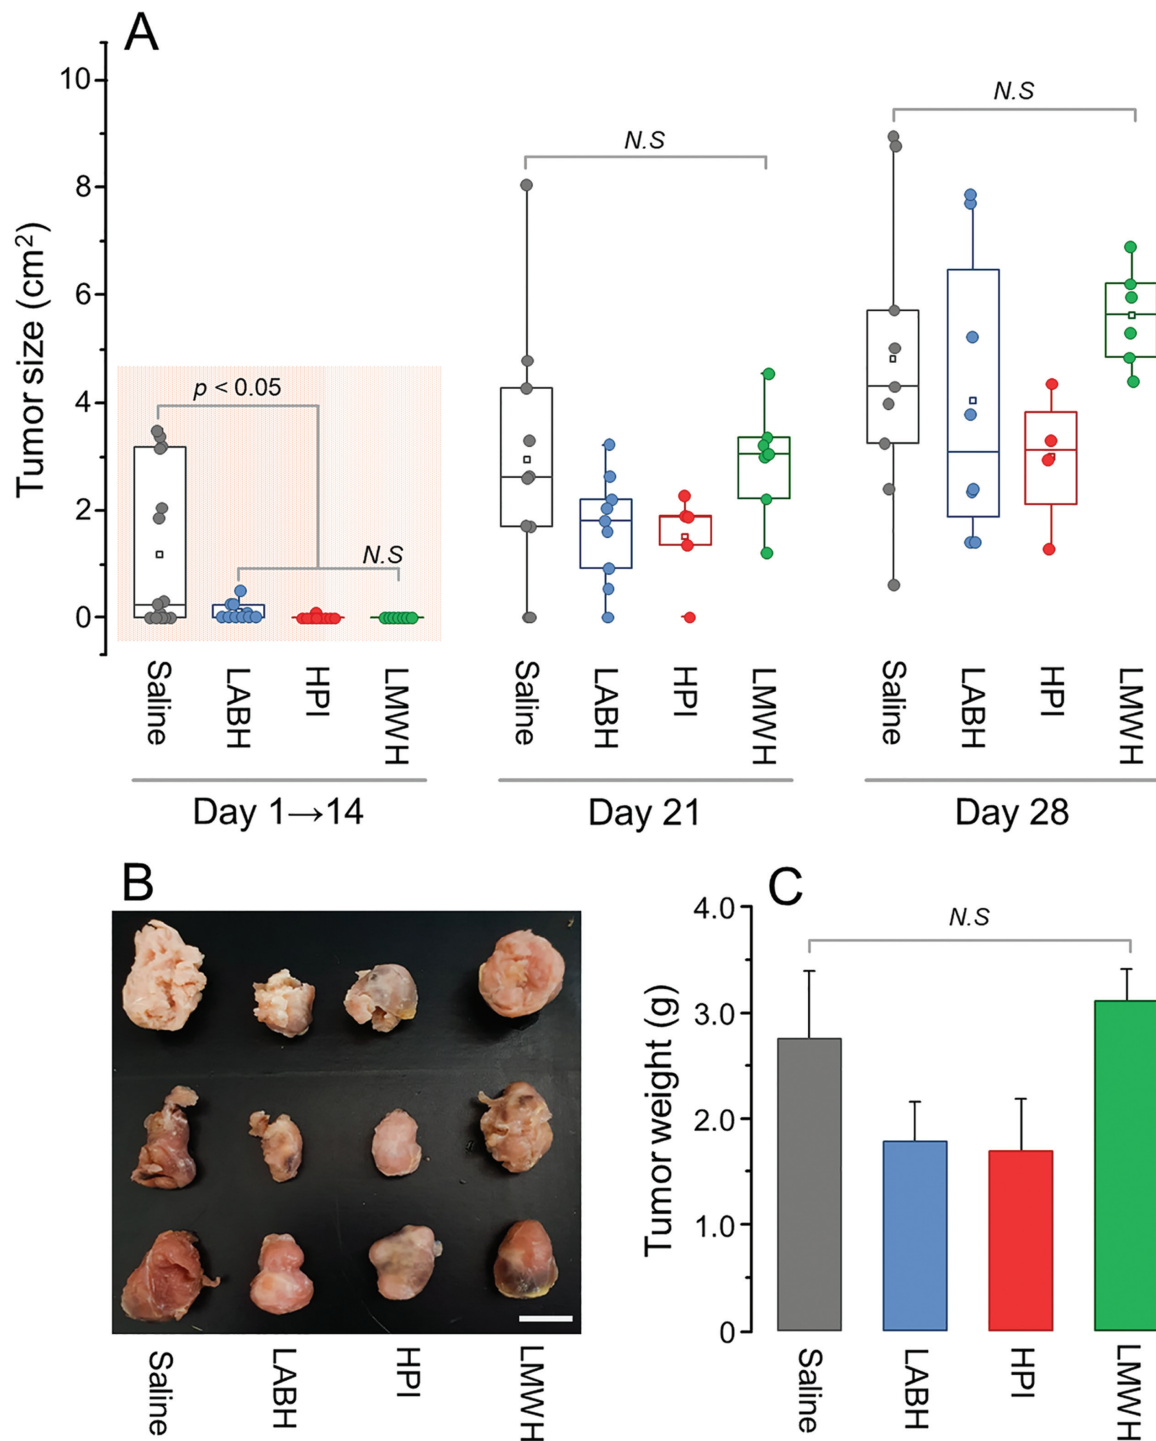 A
Tumor size (cm²)
10
8
6
4
2
0
p < 0.05
N.S
N.S
N.S
Saline
LABH
HPI
LMWH
Saline
LABH
HPI
LMWH
Saline
LABH
HPI
LMWH
Day 1→14
Day 21
Day 28
B
Saline
LABH
HPI
LMWH
C
Tumor weight (g)
4.0
3.0
2.0
1.0
0
N.S
Saline
LABH
HPI
LMWH